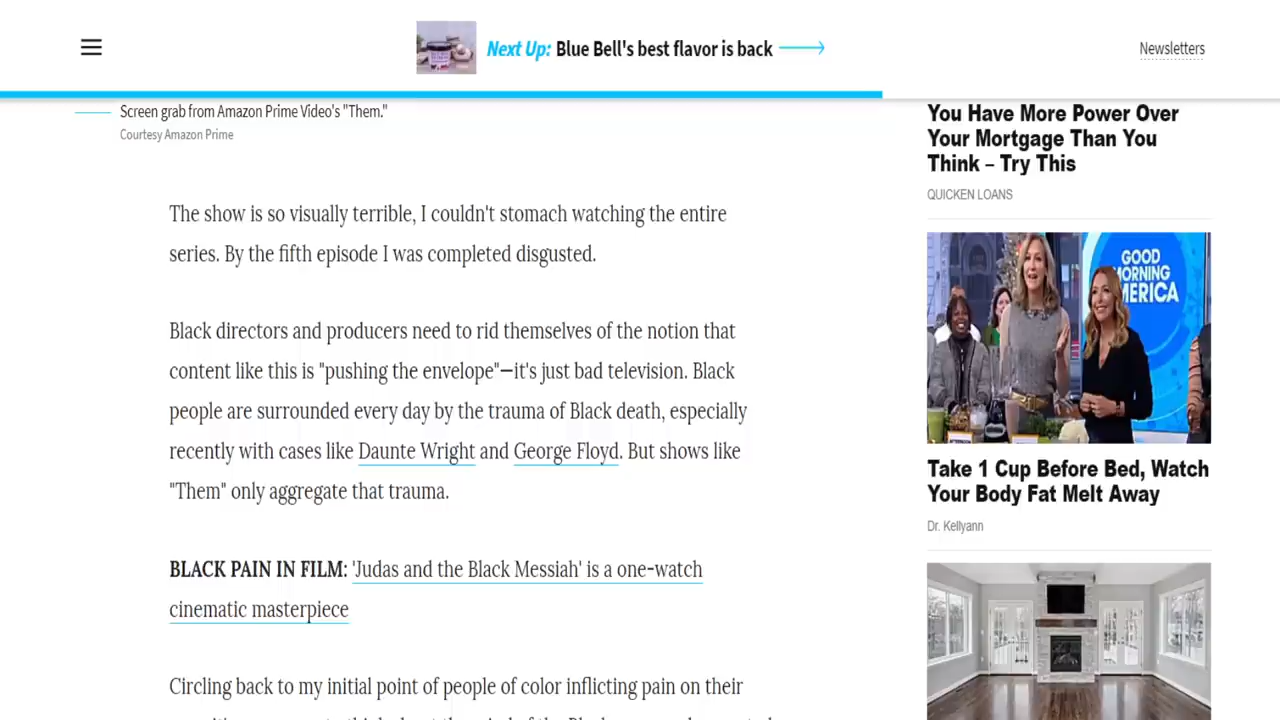 Next Up: Blue Bell's best flavor is back
Newsletters
Screen grab from Amazon Prime Video's "Them."
Courtesy Amazon Prime
The show is so visually terrible, I couldn't stomach watching the entire
series. By the fifth episode I was completed disgusted.
Black directors and producers need to rid themselves of the notion that
content like this is "pushing the envelope"—it's just bad television. Black
people are surrounded every day by the trauma of Black death, especially
recently with cases like Daunte Wright and George Floyd. But shows like
"Them" only aggregate that trauma.
BLACK PAIN IN FILM: 'Judas and the Black Messiah' is a one-watch
cinematic masterpiece
Circling back to my initial point of people of color inflicting pain on their
You Have More Power Over
Your Mortgage Than You
Think – Try This
QUICKEN LOANS
GOOD
MORNING
AMERICA
Take 1 Cup Before Bed, Watch
Your Body Fat Melt Away
Dr. Kellyann